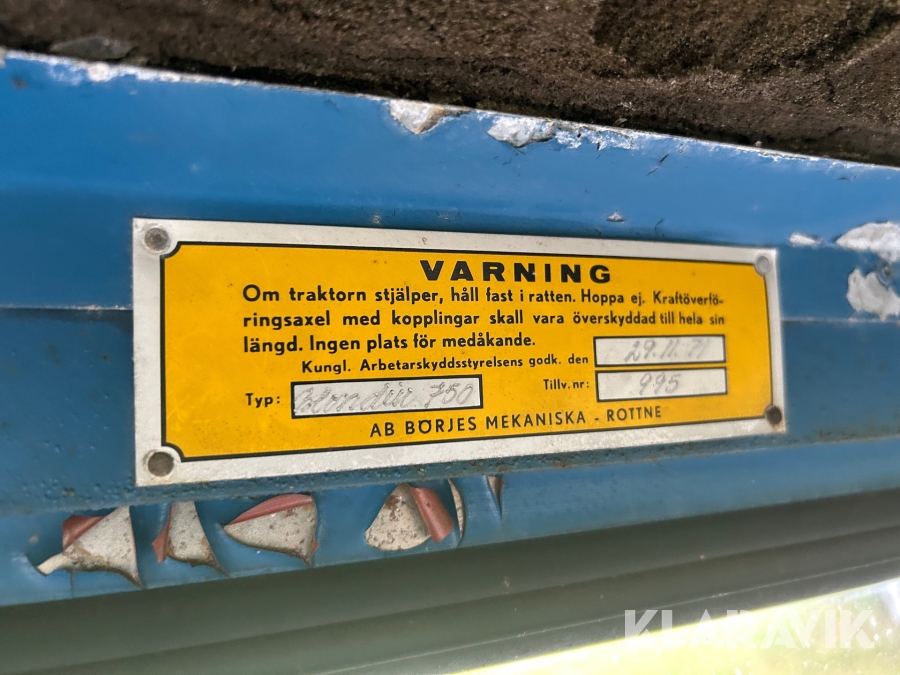 VARNING
Om traktorn stjälper, håll fast i ratten. Hoppa ej. Kraftöverfö-
ringsaxel med kopplingar skall vara överskyddad till hela sin
längd. Ingen plats för medåkande.
Kungl. Arbetarskyddsstyrelsens godk. den 29.11.71
Typ: 750 Tillv.nr: 995
AB BÖRJES MEKANISKA - ROTTNE
KLARAVIK